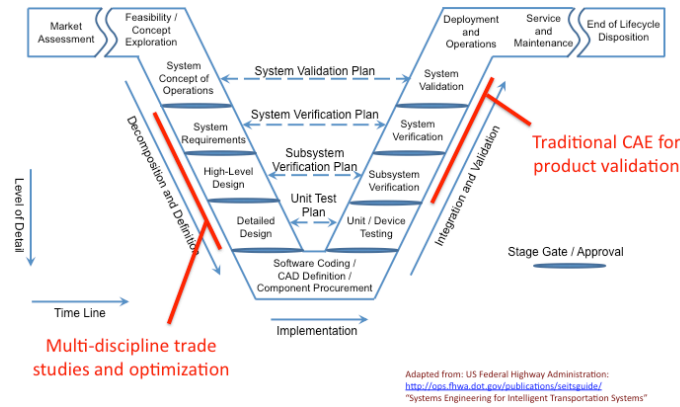 Market
Assessment
Feasibility /
Concept
Exploration
Deployment
and
Operations
Service
and
Maintenance
End of Lifecycle
Disposition
System
Concept of
Operations
System Validation Plan
System
Validation
System
Requirements
System Verification Plan
System
Verification
High-Level
Design
Subsystem
Verification Plan
Subsystem
Verification
Detailed
Design
Unit Test
Plan
Unit / Device
Testing
Software Coding /
CAD Definition /
Component Procurement
Decomposition and Definition
Integration and Validation
Traditional CAE for
product validation
Level of Detail
Time Line
Implementation
Stage Gate / Approval
Multi-discipline trade
studies and optimization
Adapted from: US Federal Highway Administration:
http://ops.fhwa.dot.gov/publications/seitsguide/
“Systems Engineering for Intelligent Transportation Systems”